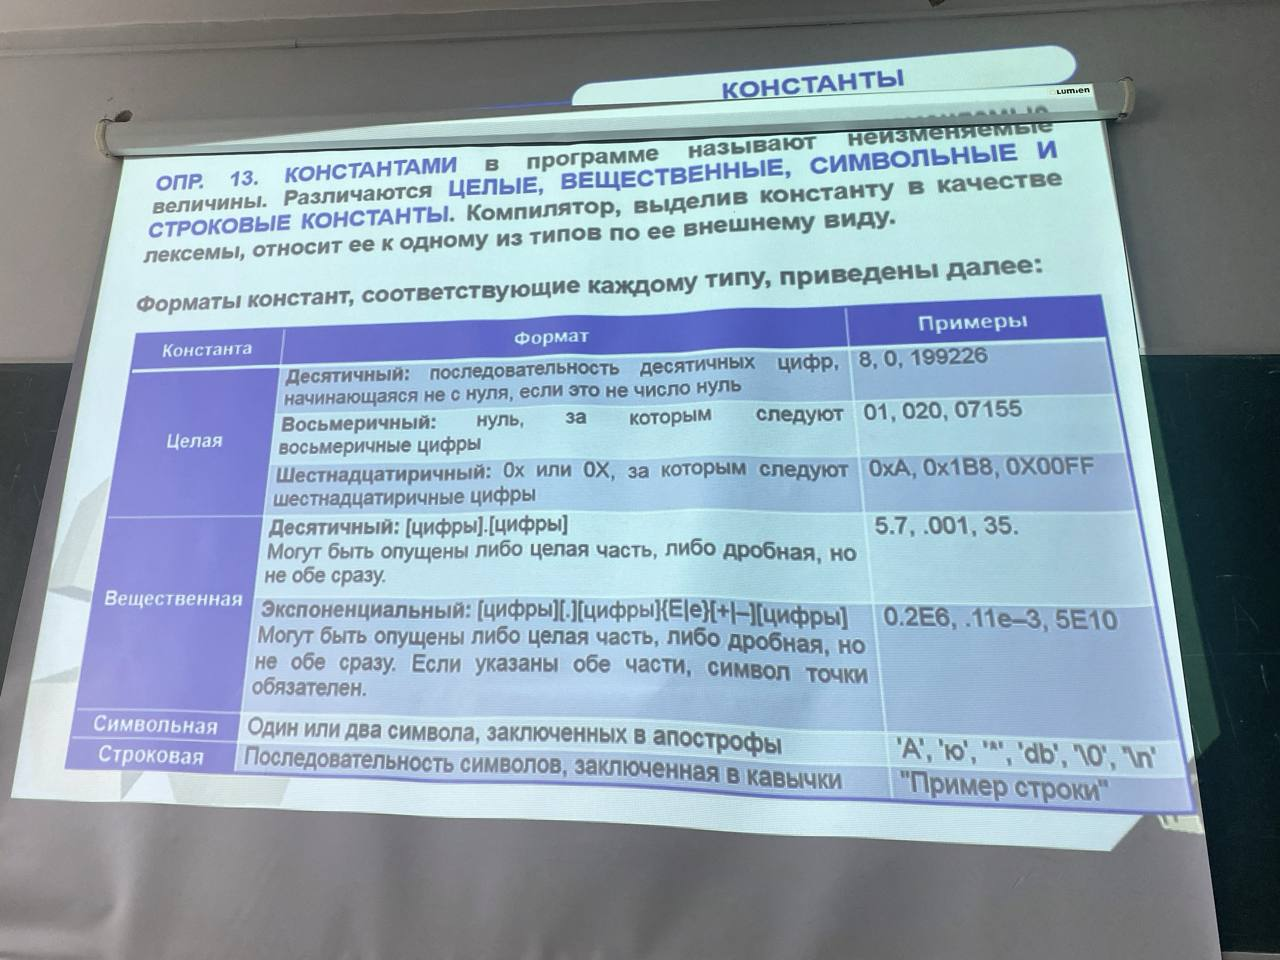 КОНСТАНТЫ
Lumien
ОПР. 13. КОНСТАНТАМИ в программе называют неизменяемые
величины. Различаются ЦЕЛЫЕ, ВЕЩЕСТВЕННЫЕ, СИМВОЛЬНЫЕ И
СТРОКОВЫЕ КОНСТАНТЫ. Компилятор, выделив константу в качестве
лексемы, относит ее к одному из типов по ее внешнему виду.
Форматы констант, соответствующие каждому типу, приведены далее:
Константа Формат Примеры
Целая
Десятичный: последовательность десятичных цифр,
начинающаяся не с нуля, если это не число нуль
8, 0, 199226
Восьмеричный: нуль, за которым следуют
восьмеричные цифры
01, 020, 07155
Шестнадцатиричный: 0x или 0X, за которым следуют
шестнадцатиричные цифры
0xA, 0x1B8, 0X00FF
Вещественная
Десятичный: [цифры].[цифры]
Могут быть опущены либо целая часть, либо дробная, но
не обе сразу.
5.7, .001, 35.
Экспоненциальный: [цифры][.][цифры]{E|e}[+|–][цифры]
Могут быть опущены либо целая часть, либо дробная, но
не обе сразу. Если указаны обе части, символ точки
обязателен.
0.2E6, .11e–3, 5E10
Символьная
Один или два символа, заключенных в апострофы
'A', 'ю', '*', 'db', '\0', '\n'
Строковая
Последовательность символов, заключенная в кавычки
"Пример строки"